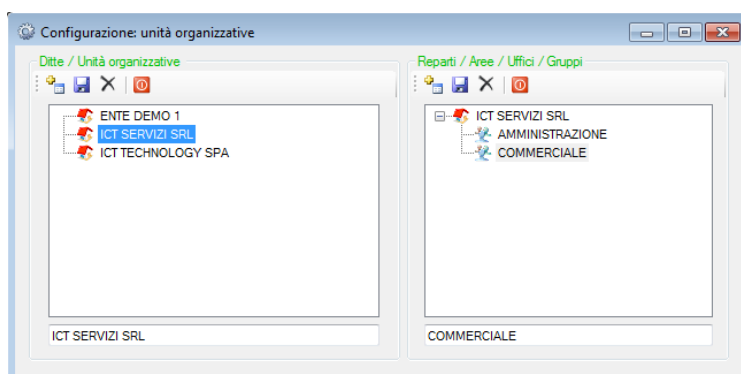 Configurazione: unità organizzative
Ditte / Unità organizzative
ENTE DEMO 1
ICT SERVIZI SRL
ICT TECHNOLOGY SPA
ICT SERVIZI SRL
Reparti / Aree / Uffici / Gruppi
ICT SERVIZI SRL
AMMINISTRAZIONE
COMMERCIALE
COMMERCIALE